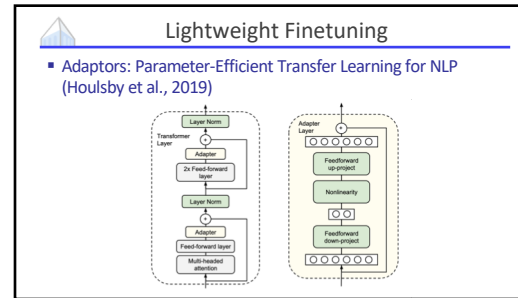 Lightweight Finetuning
Adaptors: Parameter-Efficient Transfer Learning for NLP
(Houlsby et al., 2019)
Layer Norm
+
Transformer
Layer
Adapter
2x Feed-forward
layer
Layer Norm
+
Adapter
Feed-forward layer
Multi-headed
attention
Adapter
Layer
+
Feedforward
up-project
Nonlinearity
Feedforward
down-project